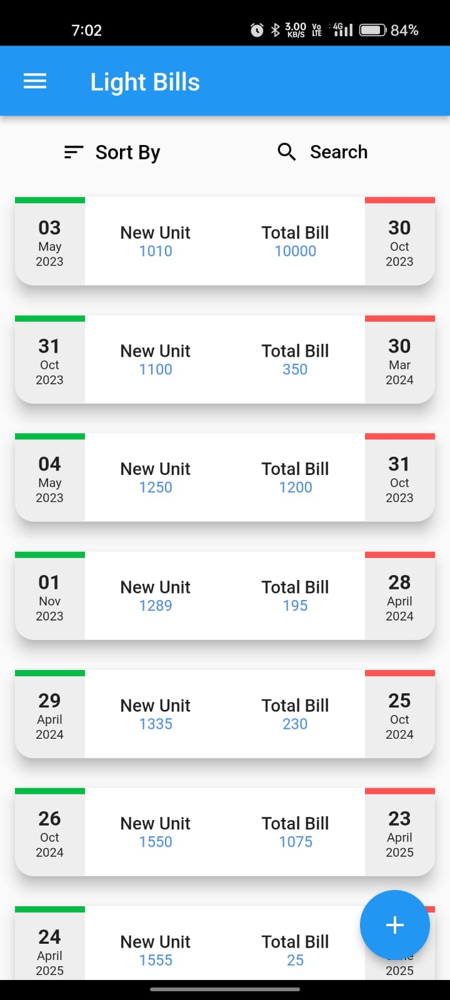 7:02
3.00 KB/S
Vo LTE
4G
84%
Light Bills
Sort By
Search
03 May 2023
New Unit 1010
Total Bill 10000
30 Oct 2023
31 Oct 2023
New Unit 1100
Total Bill 350
30 Mar 2024
04 May 2023
New Unit 1250
Total Bill 1200
31 Oct 2023
01 Nov 2023
New Unit 1289
Total Bill 195
28 April 2024
29 April 2024
New Unit 1335
Total Bill 230
25 Oct 2024
26 Oct 2024
New Unit 1550
Total Bill 1075
23 April 2025
24 April 2025
New Unit 1555
Total Bill 25
2025